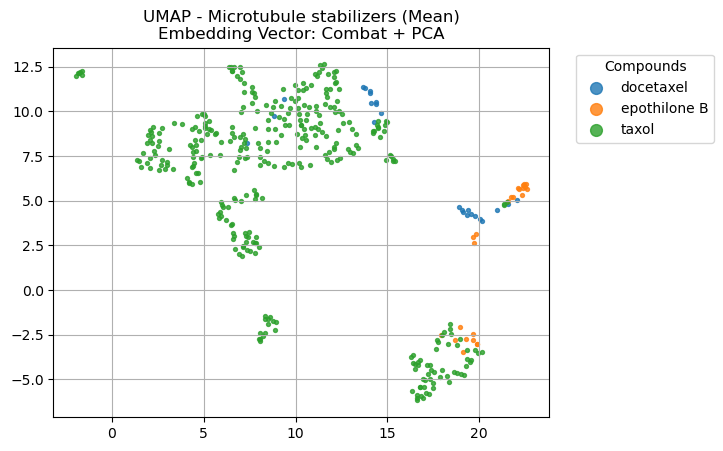 UMAP - Microtubule stabilizers (Mean)
Embedding Vector: Combat + PCA
Compounds
docetaxel
epothilone B
taxol
12.5
10.0
7.5
5.0
2.5
0.0
−2.5
−5.0
0 5 10 15 20